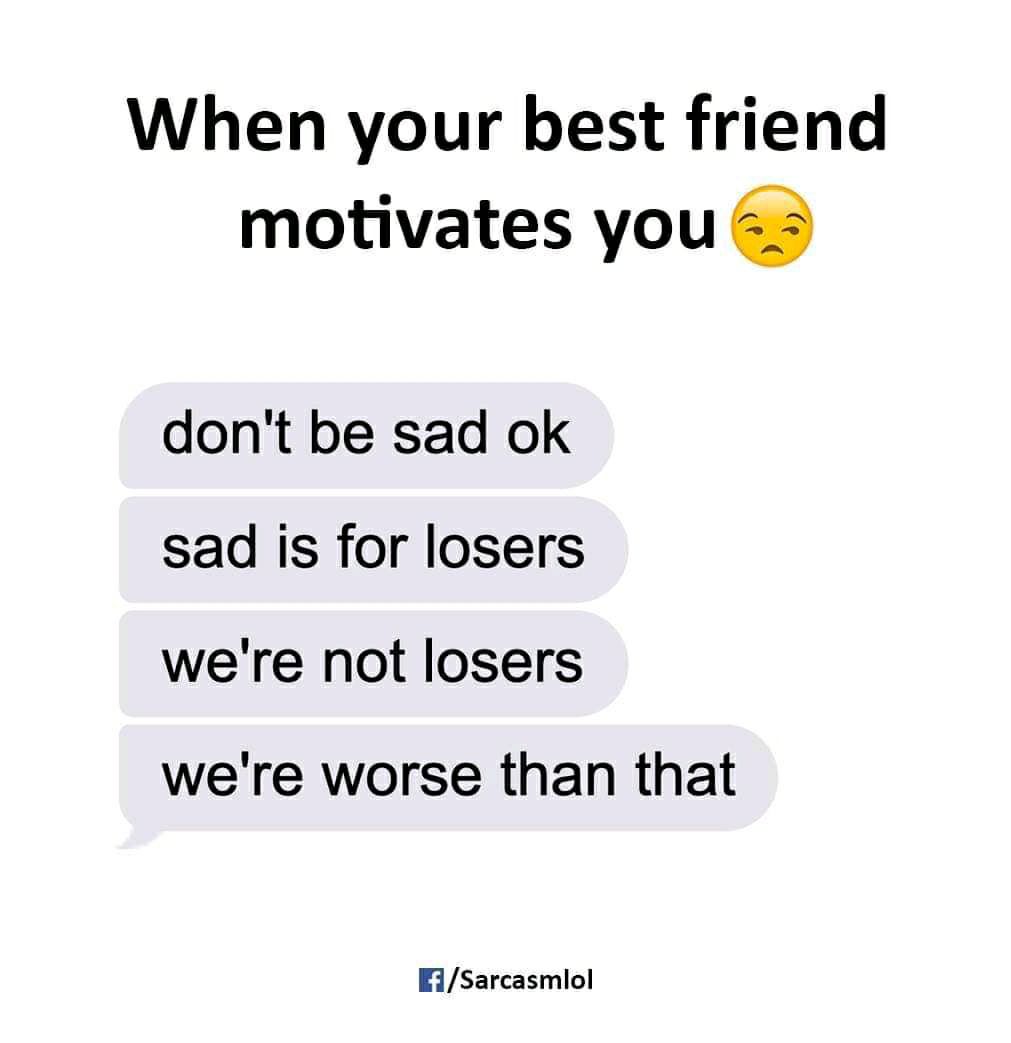 When your best friend
motivates you😒
don't be sad ok
sad is for losers
we're not losers
we're worse than that
f/Sarcasmlol